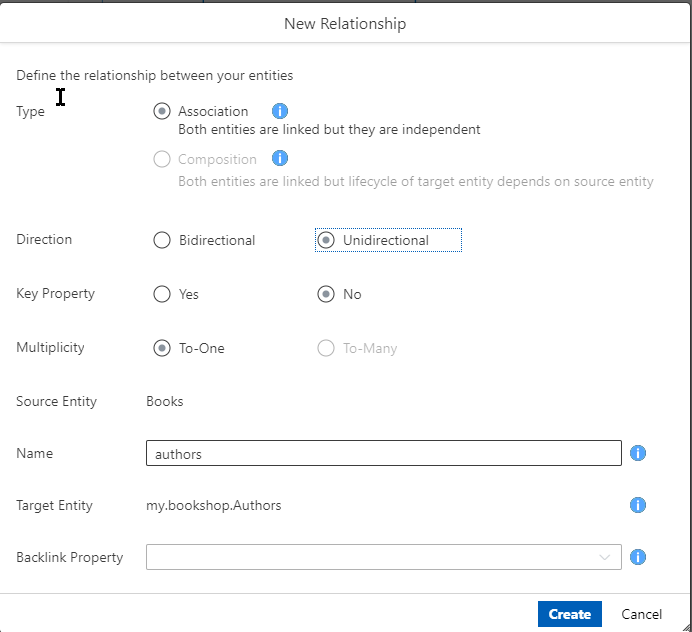 New Relationship
Define the relationship between your entities
Type
Association
Both entities are linked but they are independent
Composition
Both entities are linked but lifecycle of target entity depends on source entity
Direction Bidirectional Unidirectional
Key Property Yes No
Multiplicity To-One To-Many
Source Entity Books
Name authors
Target Entity my.bookshop.Authors
Backlink Property
Create Cancel